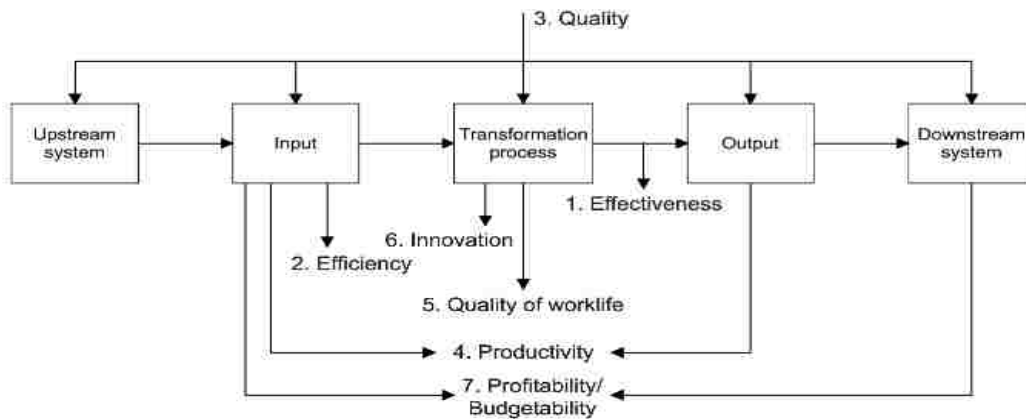 3. Quality
Upstream
system
Input
Transformation
process
Output
Downstream
system
1. Effectiveness
6. Innovation
2. Efficiency
5. Quality of worklife
4. Productivity
7. Profitability/
Budgetability